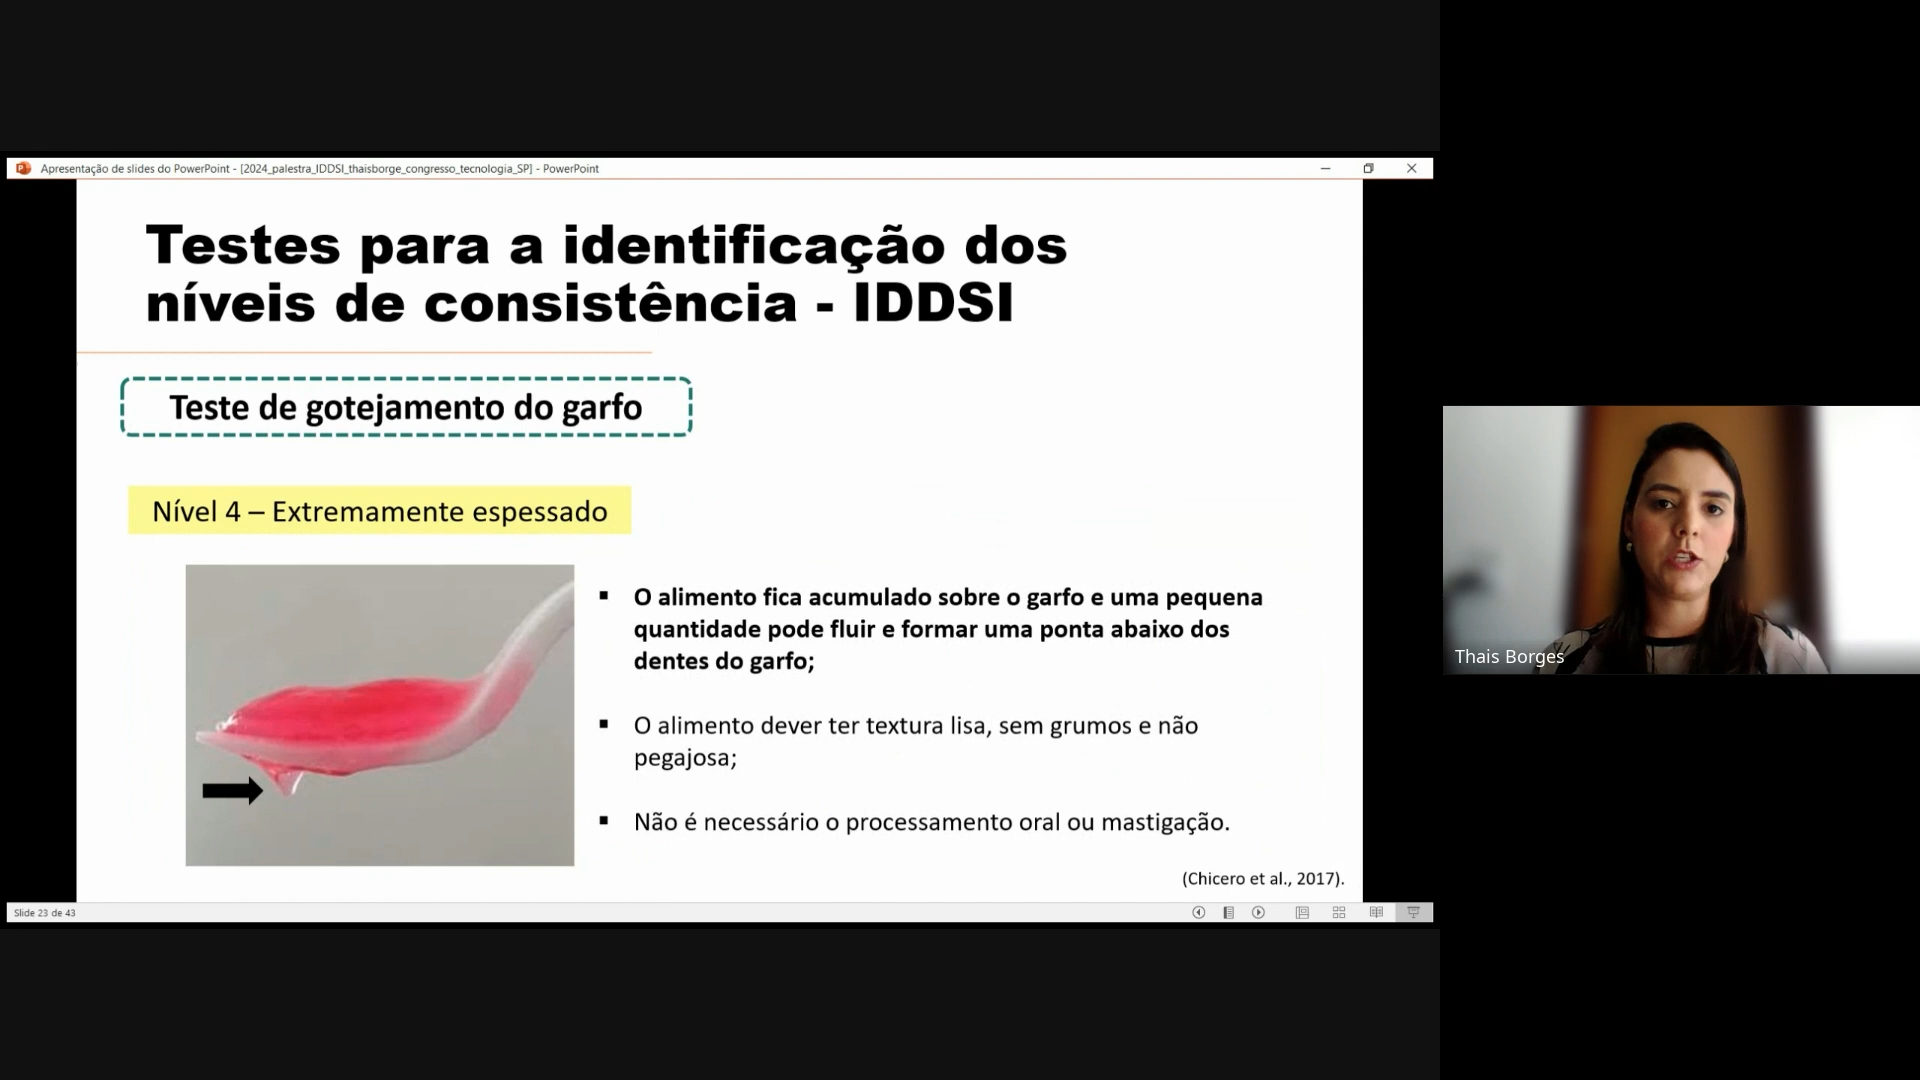 Apresentação de slides do PowerPoint - [2024_palestra_IDDSI_thaisborge_congresso_tecnologia_SP] - PowerPoint
Testes para a identificação dos
níveis de consistência - IDDSI
Teste de gotejamento do garfo
Nível 4 – Extremamente espessado
▪ O alimento fica acumulado sobre o garfo e uma pequena
quantidade pode fluir e formar uma ponta abaixo dos
dentes do garfo;
▪ O alimento dever ter textura lisa, sem grumos e não
pegajosa;
▪ Não é necessário o processamento oral ou mastigação.
(Chicero et al., 2017).
Slide 23 de 43
Thais Borges